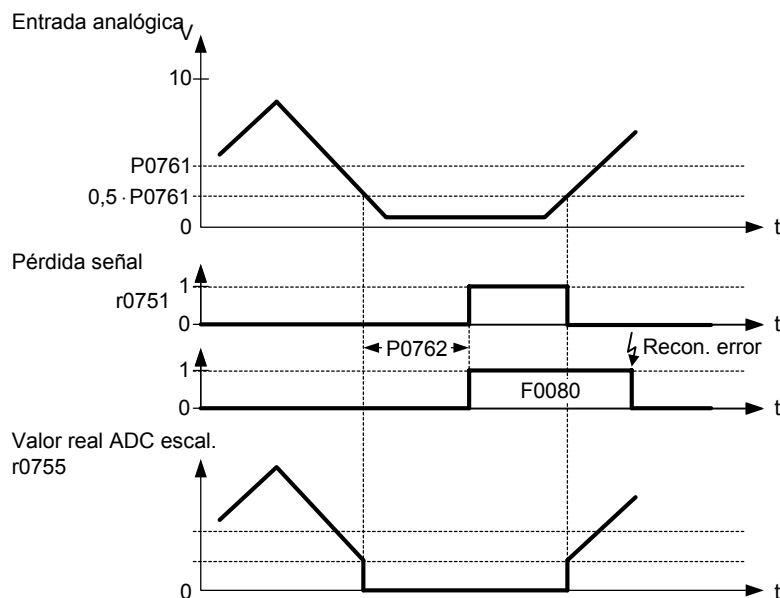 Entrada analógica
V
10
P0761
0,5 · P0761
0
t
Pérdida señal
1
r0751
0
t
P0762
Recon. error
1
F0080
0
t
Valor real ADC escal.
r0755
0
t